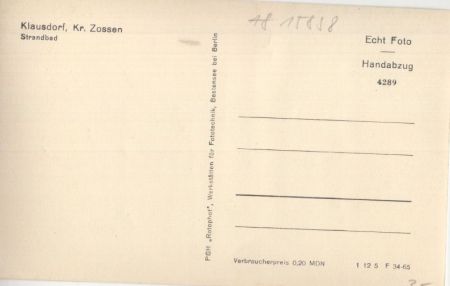 Klausdorf, Kr. Zossen
Strandbad
PGH „Rotophot", Werkstätten für Fototechnik, Bestensee bei Berlin
Echt Foto
Handabzug
4289
Verbraucherpreis 0,20 MDN
1 12 5 F 34-65